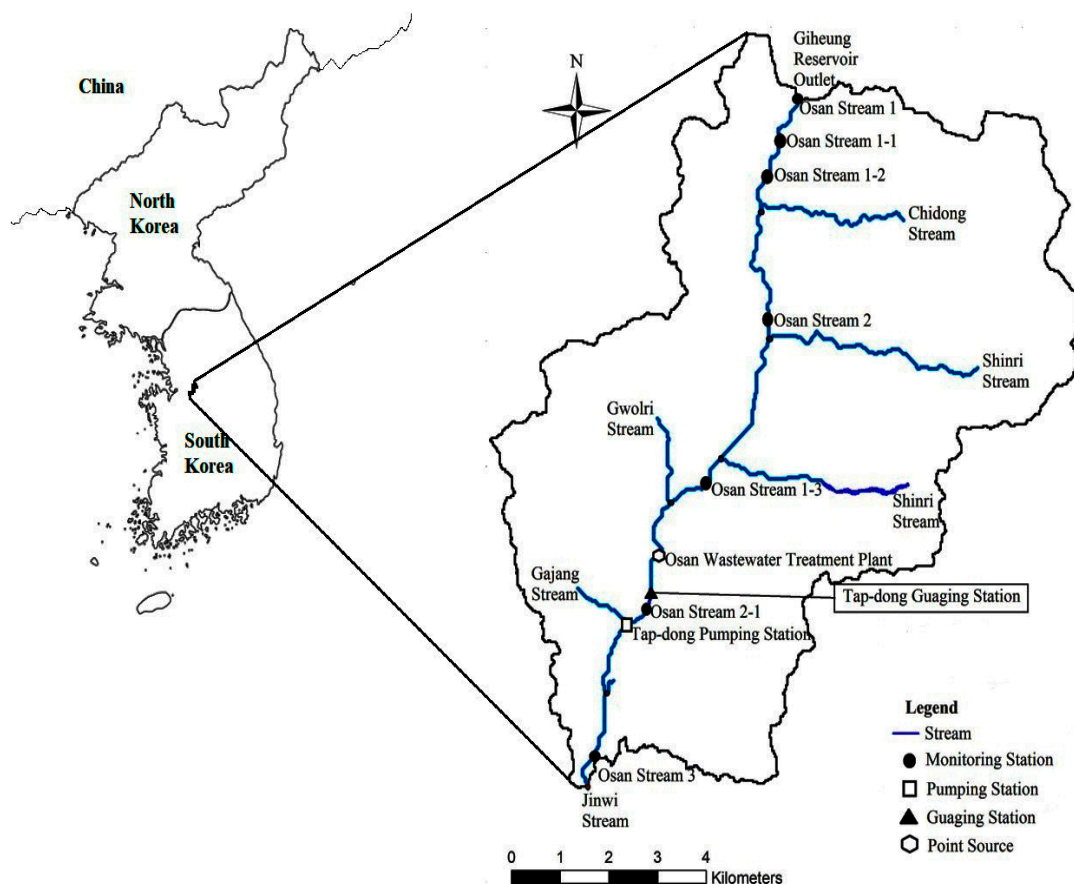 China
North
Korea
South
Korea
N
Giheung
Reservoir
Outlet
Osan Stream 1
Osan Stream 1-1
Osan Stream 1-2
Chidong
Stream
Osan Stream 2
Shinri
Stream
Gwolri
Stream
Osan Stream 1-3
Shinri
Stream
Osan Wastewater Treatment Plant
Gajang
Stream
Tap-dong Guaging Station
Osan Stream 2-1
Tap-dong Pumping Station
Osan Stream 3
Jinwi
Stream
Legend
Stream
Monitoring Station
Pumping Station
Guaging Station
Point Source
0 1 2 3 4
Kilometers